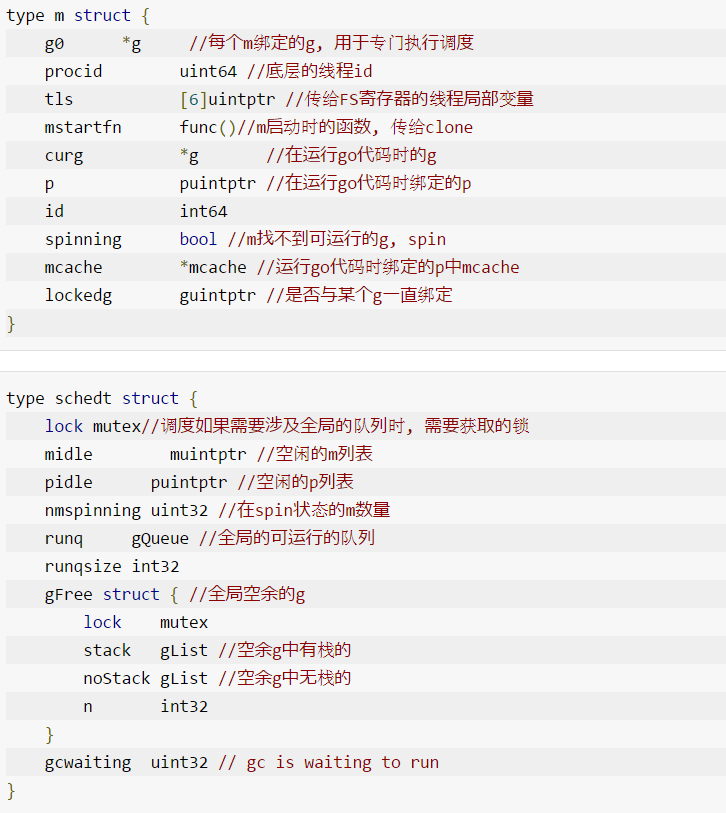 type m struct {
    g0      *g     //每个m绑定的g, 用于专门执行调度
    procid        uint64 //底层的线程id
    tls           [6]uintptr //传给FS寄存器的线程局部变量
    mstartfn      func()//m启动时的函数, 传给clone
    curg          *g       //在运行go代码时的g
    p             puintptr //在运行go代码时绑定的p
    id            int64
    spinning      bool //m找不到可运行的g, spin
    mcache        *mcache //运行go代码时绑定的p中mcache
    lockedg       guintptr //是否与某个g一直绑定
}
type schedt struct {
    lock mutex//调度如果需要涉及全局的队列时, 需要获取的锁
    midle        muintptr //空闲的m列表
    pidle      puintptr //空闲的p列表
    nmspinning uint32 //在spin状态的m数量
    runq     gQueue //全局的可运行的队列
    runqsize int32
    gFree struct { //全局空余的g
        lock    mutex
        stack   gList //空余g中有栈的
        noStack gList //空余g中无栈的
        n       int32
    }
    gcwaiting  uint32 // gc is waiting to run
}